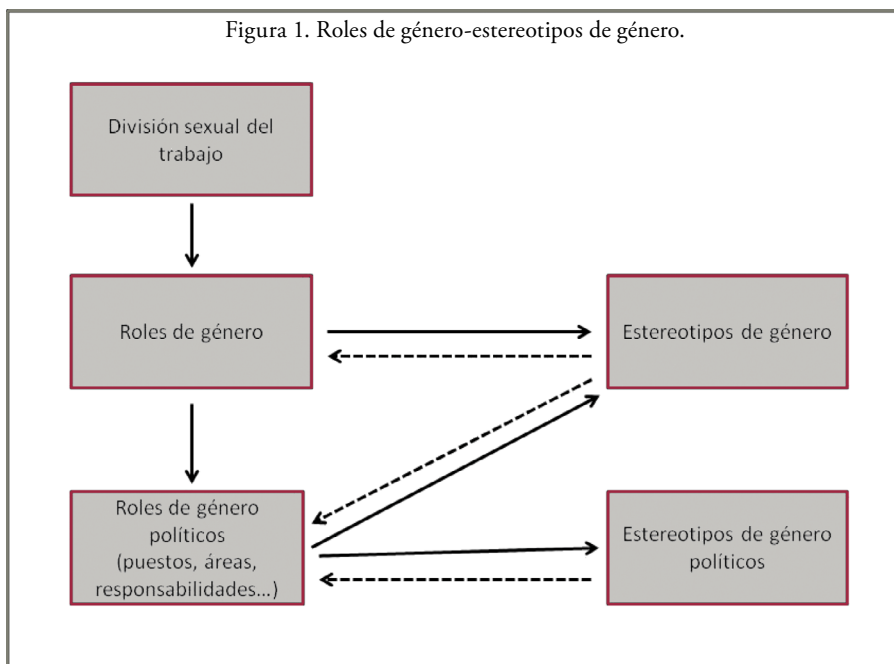 Figura 1. Roles de género-estereotipos de género.
División sexual del
trabajo
Roles de género
Estereotipos de género
Roles de género
políticos
(puestos, áreas,
responsabilidades...)
Estereotipos de género
políticos